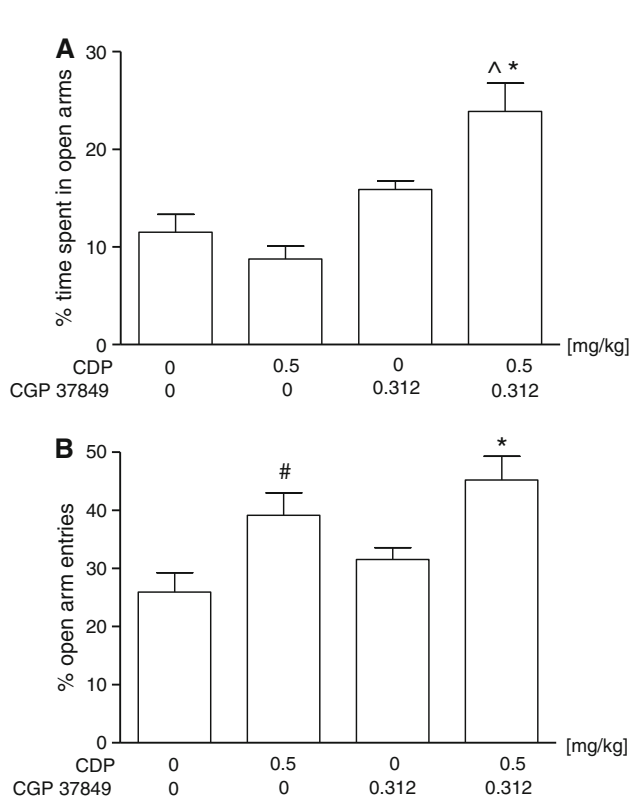 A
% time spent in open arms
30
20
10
0
^ *
[mg/kg]
CDP 0 0.5 0 0.5
CGP 37849 0 0 0.312 0.312
B
% open arm entries
50
40
30
20
10
0
#
*
[mg/kg]
CDP 0 0.5 0 0.5
CGP 37849 0 0 0.312 0.312